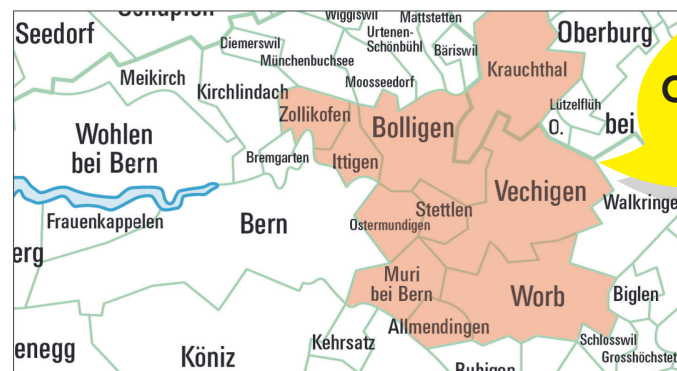 Seedorf
Wiggiswil
Mattstetten
Diemerswil
Urtenen-
Schönbühl
Bäriswil
Oberburg
Münchenbuchsee
Meikirch
Kirchlindach
Moosseedorf
Krauchthal
Lützelflüh
O.
bei
Zollikofen
Bolligen
Wohlen
bei Bern
Bremgarten
Ittigen
Vechigen
Walkringe
Frauenkappelen
Bern
Stettlen
Ostermundigen
erg
Muri
bei Bern
Worb
Biglen
Allmendingen
Kehrsatz
Schlosswil
Grosshöchstet
enegg
Köniz